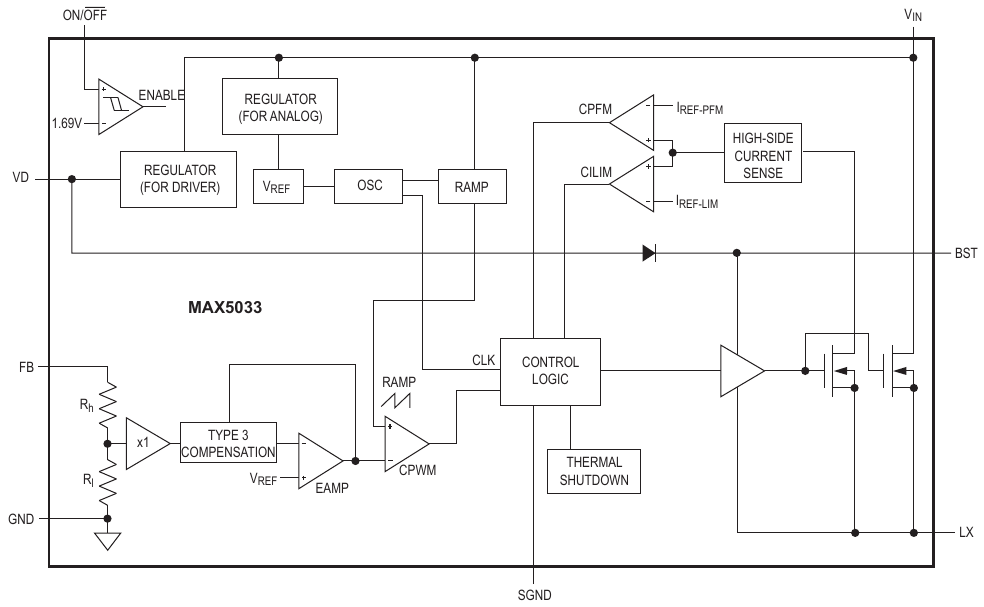 ON/OFF
VIN
ENABLE
1.69V
REGULATOR
(FOR ANALOG)
CPFM
IREF-PFM
HIGH-SIDE
CURRENT
SENSE
VD
REGULATOR
(FOR DRIVER)
VREF
OSC
RAMP
CILIM
IREF-LIM
BST
MAX5033
FB
CLK
CONTROL
LOGIC
RAMP
Rh
x1
TYPE 3
COMPENSATION
Rl
VREF
EAMP
CPWM
THERMAL
SHUTDOWN
GND
LX
SGND